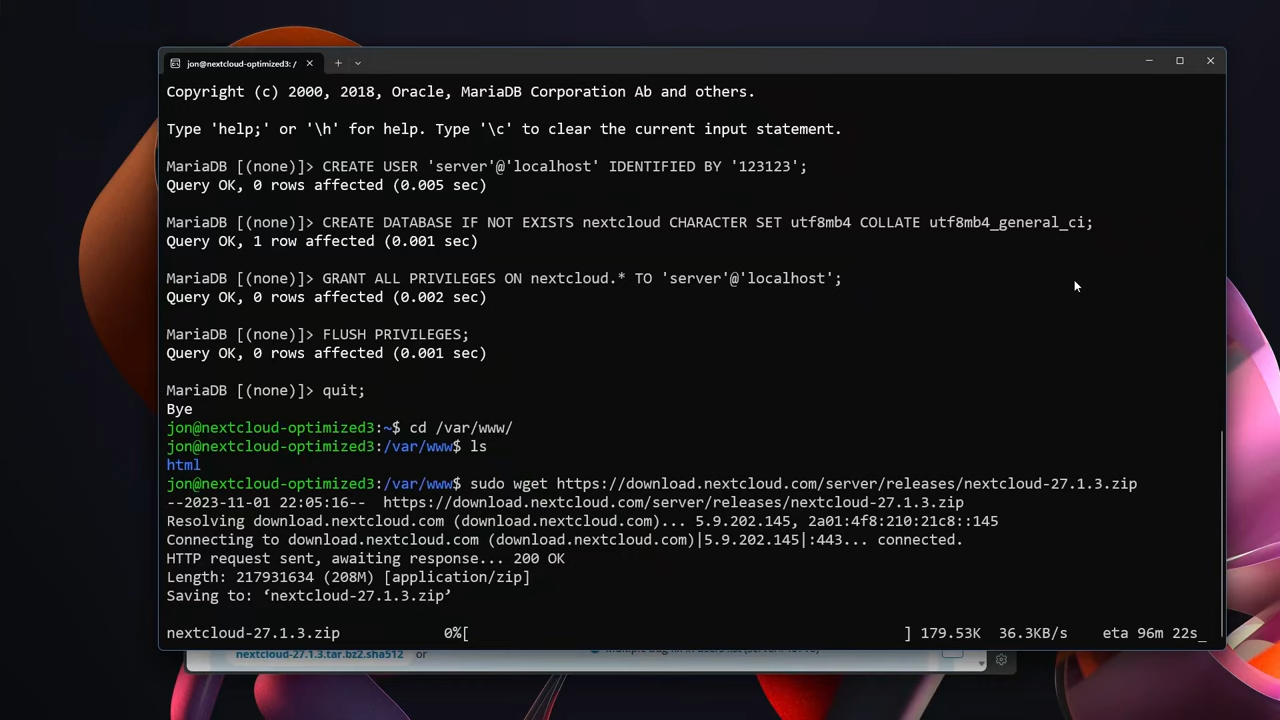 jon@nextcloud-optimized3: /
Copyright (c) 2000, 2018, Oracle, MariaDB Corporation Ab and others.
Type 'help;' or '\h' for help. Type '\c' to clear the current input statement.
MariaDB [(none)]> CREATE USER 'server'@'localhost' IDENTIFIED BY '123123';
Query OK, 0 rows affected (0.005 sec)
MariaDB [(none)]> CREATE DATABASE IF NOT EXISTS nextcloud CHARACTER SET utf8mb4 COLLATE utf8mb4_general_ci;
Query OK, 1 row affected (0.001 sec)
MariaDB [(none)]> GRANT ALL PRIVILEGES ON nextcloud.* TO 'server'@'localhost';
Query OK, 0 rows affected (0.002 sec)
MariaDB [(none)]> FLUSH PRIVILEGES;
Query OK, 0 rows affected (0.001 sec)
MariaDB [(none)]> quit;
Bye
jon@nextcloud-optimized3:~$ cd /var/www/
jon@nextcloud-optimized3:/var/www$ ls
html
jon@nextcloud-optimized3:/var/www$ sudo wget https://download.nextcloud.com/server/releases/nextcloud-27.1.3.zip
--2023-11-01 22:05:16--  https://download.nextcloud.com/server/releases/nextcloud-27.1.3.zip
Resolving download.nextcloud.com (download.nextcloud.com)... 5.9.202.145, 2a01:4f8:210:21c8::145
Connecting to download.nextcloud.com (download.nextcloud.com)|5.9.202.145|:443... connected.
HTTP request sent, awaiting response... 200 OK
Length: 217931634 (208M) [application/zip]
Saving to: ‘nextcloud-27.1.3.zip’
nextcloud-27.1.3.zip 0%[ ] 179.53K 36.3KB/s eta 96m 22s_
nextcloud-27.1.3.tar.bz2.sha512 or